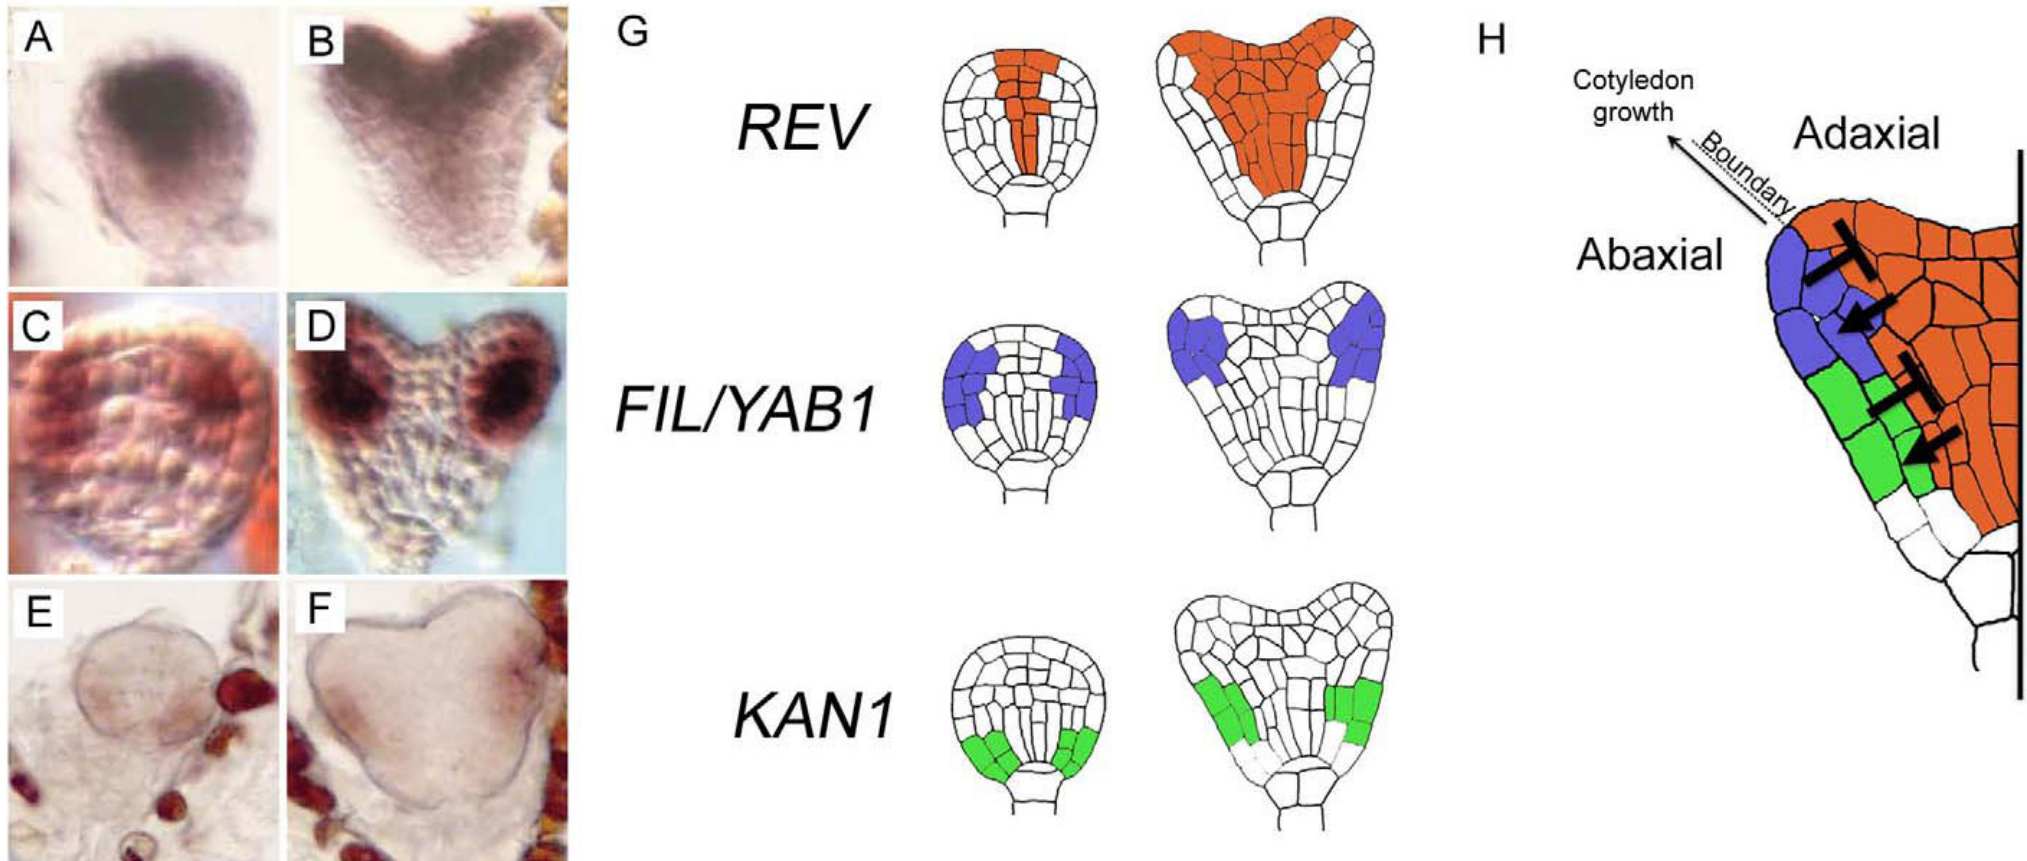 A
B
C
D
E
F
G
REV
FIL/YAB1
KAN1
H
Cotyledon
growth
Boundary
Adaxial
Abaxial